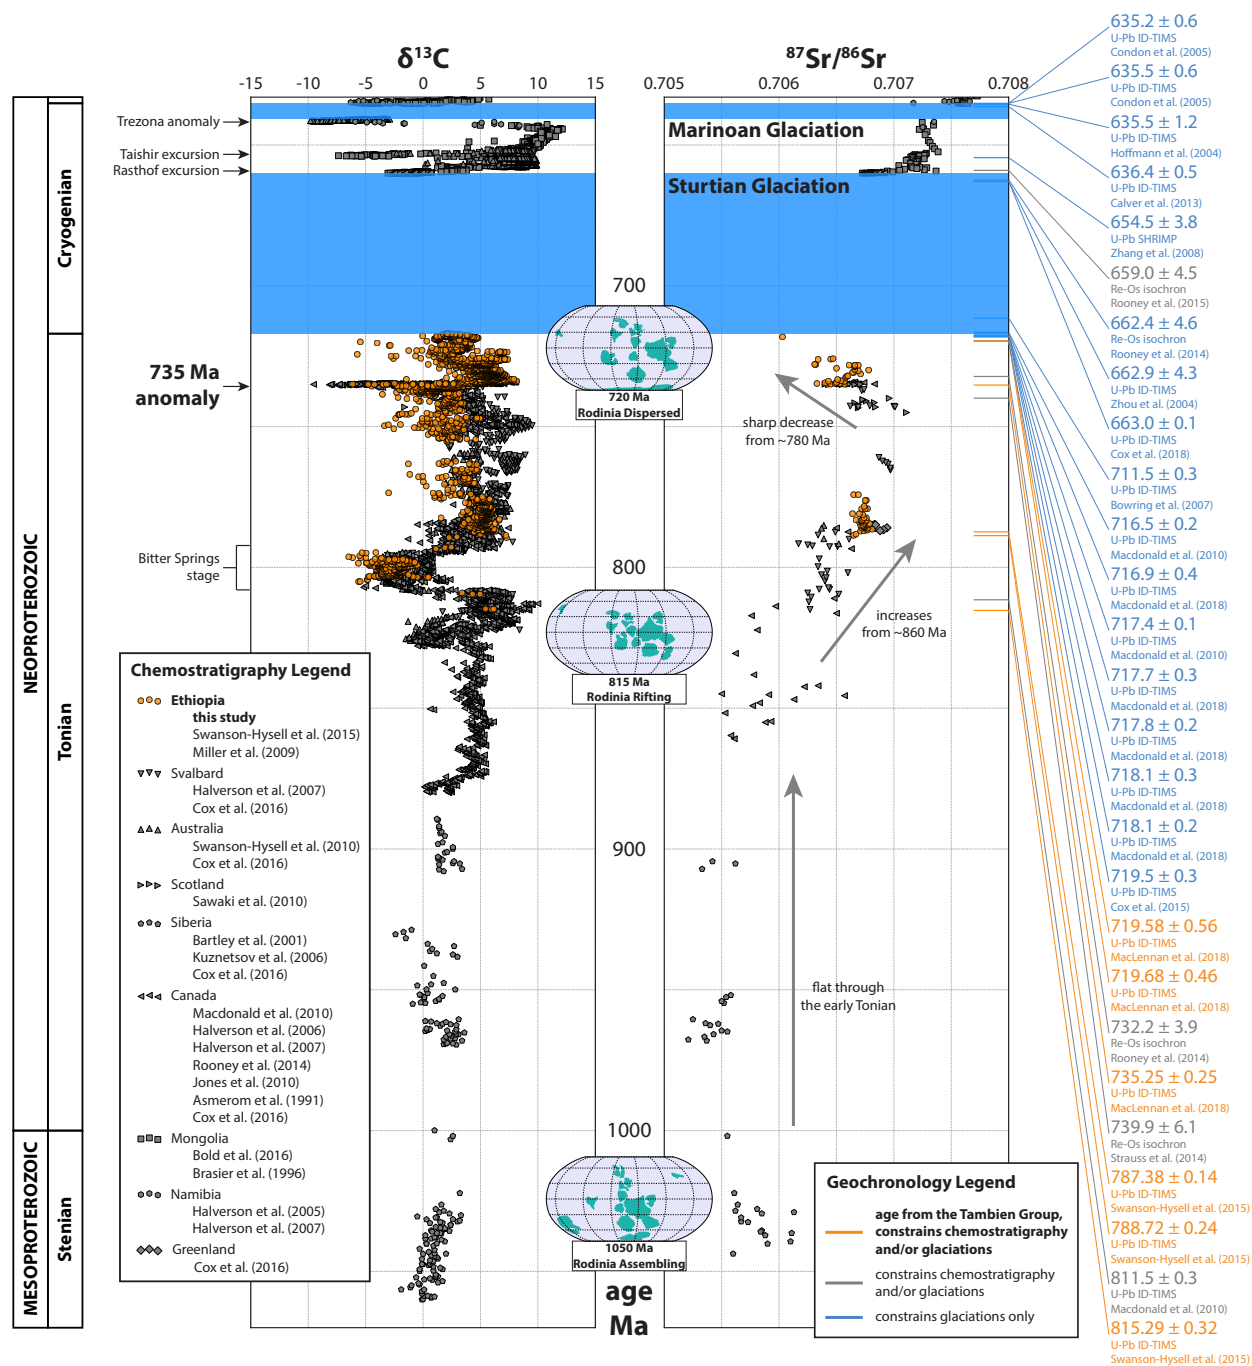 δ13C
87Sr/86Sr
-15
-10
-5
0
5
10
15
0.705
0.706
0.707
0.708
NEOPROTEROZOIC
MESOPROTEROZOIC
Cryogenian
Tonian
Stenian
Trezona anomaly
Taishir excursion
Rasthof excursion
735 Ma
anomaly
Bitter Springs
stage
Marinoan Glaciation
Sturtian Glaciation
700
800
900
1000
age
Ma
720 Ma
Rodinia Dispersed
815 Ma
Rodinia Rifting
1050 Ma
Rodinia Assembling
sharp decrease
from ~780 Ma
increases
from ~860 Ma
flat through
the early Tonian
Chemostratigraphy Legend
Ethiopia
this study
Swanson-Hysell et al. (2015)
Miller et al. (2009)
Svalbard
Halverson et al. (2007)
Cox et al. (2016)
Australia
Swanson-Hysell et al. (2010)
Cox et al. (2016)
Scotland
Sawaki et al. (2010)
Siberia
Bartley et al. (2001)
Kuznetsov et al. (2006)
Cox et al. (2016)
Canada
Macdonald et al. (2010)
Halverson et al. (2006)
Halverson et al. (2007)
Rooney et al. (2014)
Jones et al. (2010)
Asmerom et al. (1991)
Cox et al. (2016)
Mongolia
Bold et al. (2016)
Brasier et al. (1996)
Namibia
Halverson et al. (2005)
Halverson et al. (2007)
Greenland
Cox et al. (2016)
Geochronology Legend
age from the Tambien Group,
constrains chemostratigraphy
and/or glaciations
constrains chemostratigraphy
and/or glaciations
constrains glaciations only
635.2 ± 0.6
U-Pb ID-TIMS
Condon et al. (2005)
635.5 ± 0.6
U-Pb ID-TIMS
Condon et al. (2005)
635.5 ± 1.2
U-Pb ID-TIMS
Hoffmann et al. (2004)
636.4 ± 0.5
U-Pb ID-TIMS
Calver et al. (2013)
654.5 ± 3.8
U-Pb SHRIMP
Zhang et al. (2008)
659.0 ± 4.5
Re-Os isochron
Rooney et al. (2015)
662.4 ± 4.6
Re-Os isochron
Rooney et al. (2014)
662.9 ± 4.3
U-Pb ID-TIMS
Zhou et al. (2004)
663.0 ± 0.1
U-Pb ID-TIMS
Cox et al. (2018)
711.5 ± 0.3
U-Pb ID-TIMS
Bowring et al. (2007)
716.5 ± 0.2
U-Pb ID-TIMS
Macdonald et al. (2010)
716.9 ± 0.4
U-Pb ID-TIMS
Macdonald et al. (2018)
717.4 ± 0.1
U-Pb ID-TIMS
Macdonald et al. (2010)
717.7 ± 0.3
U-Pb ID-TIMS
Macdonald et al. (2018)
717.8 ± 0.2
U-Pb ID-TIMS
Macdonald et al. (2018)
718.1 ± 0.3
U-Pb ID-TIMS
Macdonald et al. (2018)
718.1 ± 0.2
U-Pb ID-TIMS
Macdonald et al. (2018)
719.5 ± 0.3
U-Pb ID-TIMS
Cox et al. (2015)
719.58 ± 0.56
U-Pb ID-TIMS
MacLennan et al. (2018)
719.68 ± 0.46
U-Pb ID-TIMS
MacLennan et al. (2018)
732.2 ± 3.9
Re-Os isochron
Rooney et al. (2014)
735.25 ± 0.25
U-Pb ID-TIMS
MacLennan et al. (2018)
739.9 ± 6.1
Re-Os isochron
Strauss et al. (2014)
787.38 ± 0.14
U-Pb ID-TIMS
Swanson-Hysell et al. (2015)
788.72 ± 0.24
U-Pb ID-TIMS
Swanson-Hysell et al. (2015)
811.5 ± 0.3
U-Pb ID-TIMS
Macdonald et al. (2010)
815.29 ± 0.32
U-Pb ID-TIMS
Swanson-Hysell et al. (2015)